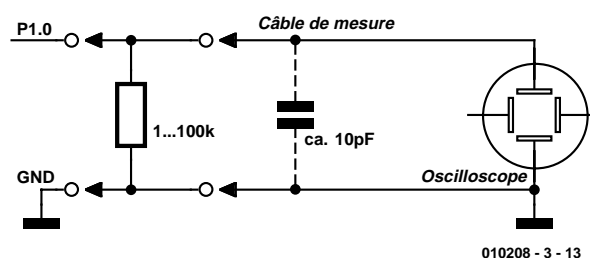 P1.0
Câble de mesure
1...100k
ca. 10pF
GND
Oscilloscope
010208 - 3 - 13